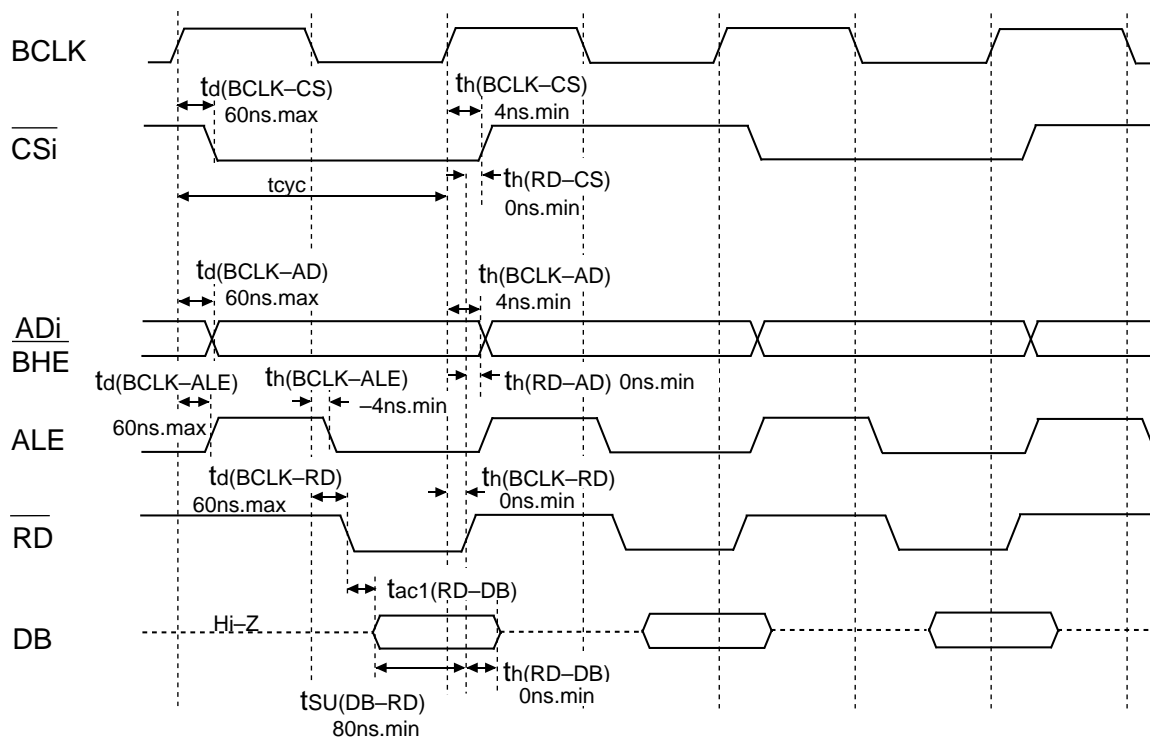 BCLK
td(BCLK–CS)
60ns.max
th(BCLK–CS)
4ns.min
CSi
tcyc
th(RD–CS)
0ns.min
td(BCLK–AD)
60ns.max
th(BCLK–AD)
4ns.min
ADi
BHE
td(BCLK–ALE)
60ns.max
th(BCLK–ALE)
–4ns.min
th(RD–AD) 0ns.min
ALE
td(BCLK–RD)
60ns.max
th(BCLK–RD)
0ns.min
RD
tac1(RD–DB)
Hi–Z
DB
tSU(DB–RD)
80ns.min
th(RD–DB)
0ns.min